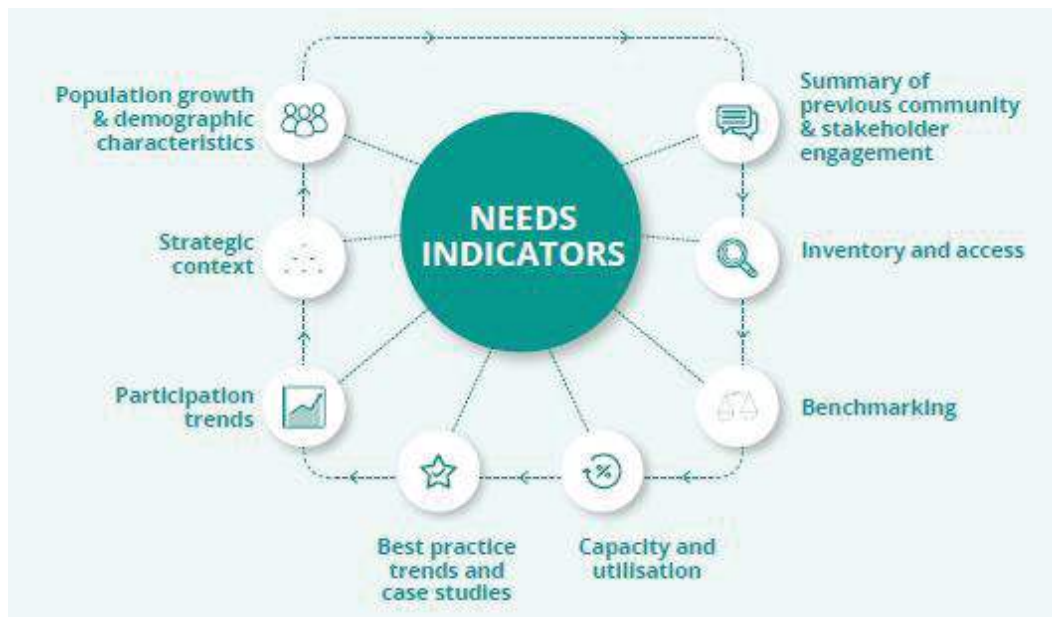 Population growth
& demographic
characteristics
Summary of
previous community
& stakeholder
engagement
NEEDS
INDICATORS
Strategic
context
Inventory and access
Participation
trends
Benchmarking
Best practice
trends and
case studies
Capacity and
utilisation
%